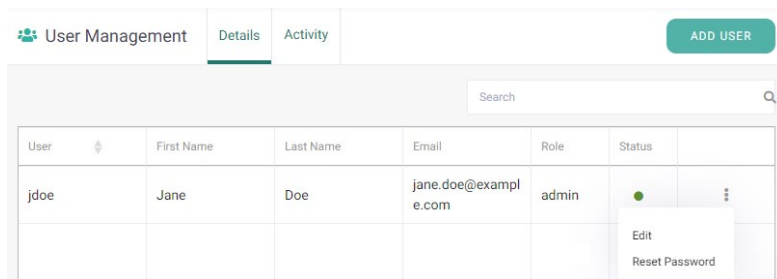 User Management Details Activity ADD USER
Search
User First Name Last Name Email Role Status
jdoe Jane Doe jane.doe@exampl admin
e.com
Edit
Reset Password